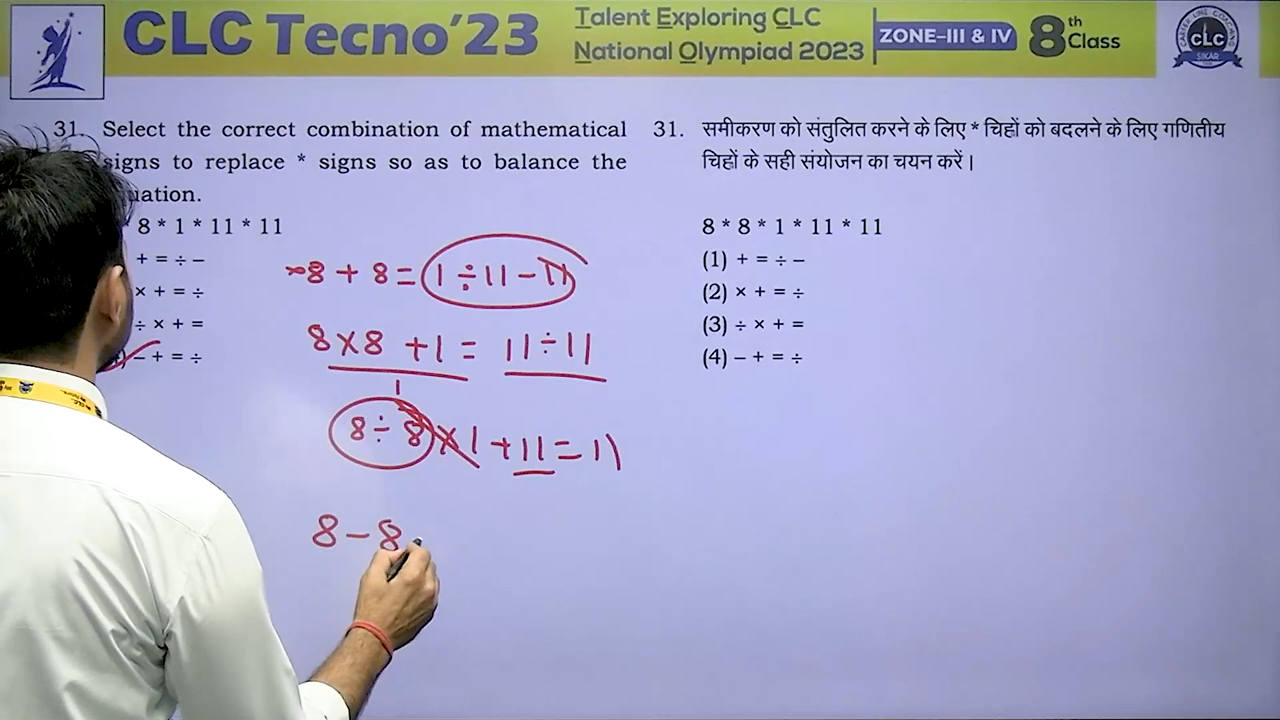 CLC Tecno'23
Talent Exploring CLC
National Olympiad 2023
ZONE–III & IV
8th
Class
CLC
SIKAR
31. Select the correct combination of mathematical
signs to replace * signs so as to balance the
uation.
* 8 * 1 * 11 * 11
+ = ÷ –
× + = ÷
÷ × + =
– + = ÷
-8 + 8 = 1 ÷ 11 - 11
8 × 8 + 1 = 11 ÷ 11
1
8 ÷ 8 × 1 + 11 = 11
8 - 8
31. समीकरण को संतुलित करने के लिए * चिह्नों को बदलने के लिए गणितीय
चिह्नों के सही संयोजन का चयन करें।
8 * 8 * 1 * 11 * 11
(1) + = ÷ –
(2) × + = ÷
(3) ÷ × + =
(4) – + = ÷